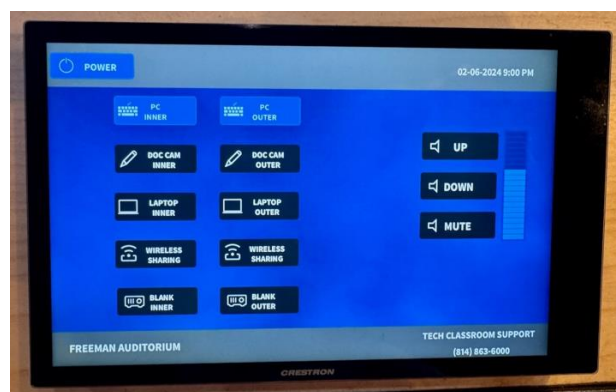 POWER
02-06-2024 9:00 PM
PC
INNER
PC
OUTER
DOC CAM
INNER
DOC CAM
OUTER
LAPTOP
INNER
LAPTOP
OUTER
WIRELESS
SHARING
WIRELESS
SHARING
BLANK
INNER
BLANK
OUTER
UP
DOWN
MUTE
FREEMAN AUDITORIUM
TECH CLASSROOM SUPPORT
(814) 863-6000
CRESTRON